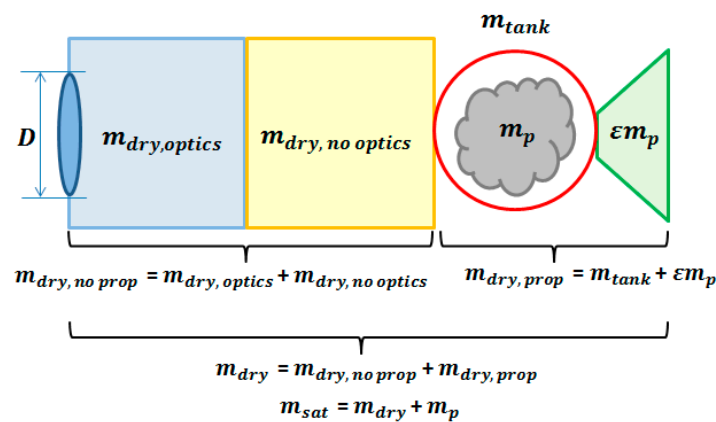 m_tank
D
m_dry,optics
m_dry, no optics
m_p
εm_p
m_dry, no prop = m_dry, optics + m_dry, no optics
m_dry, prop = m_tank + εm_p
m_dry = m_dry, no prop + m_dry, prop
m_sat = m_dry + m_p